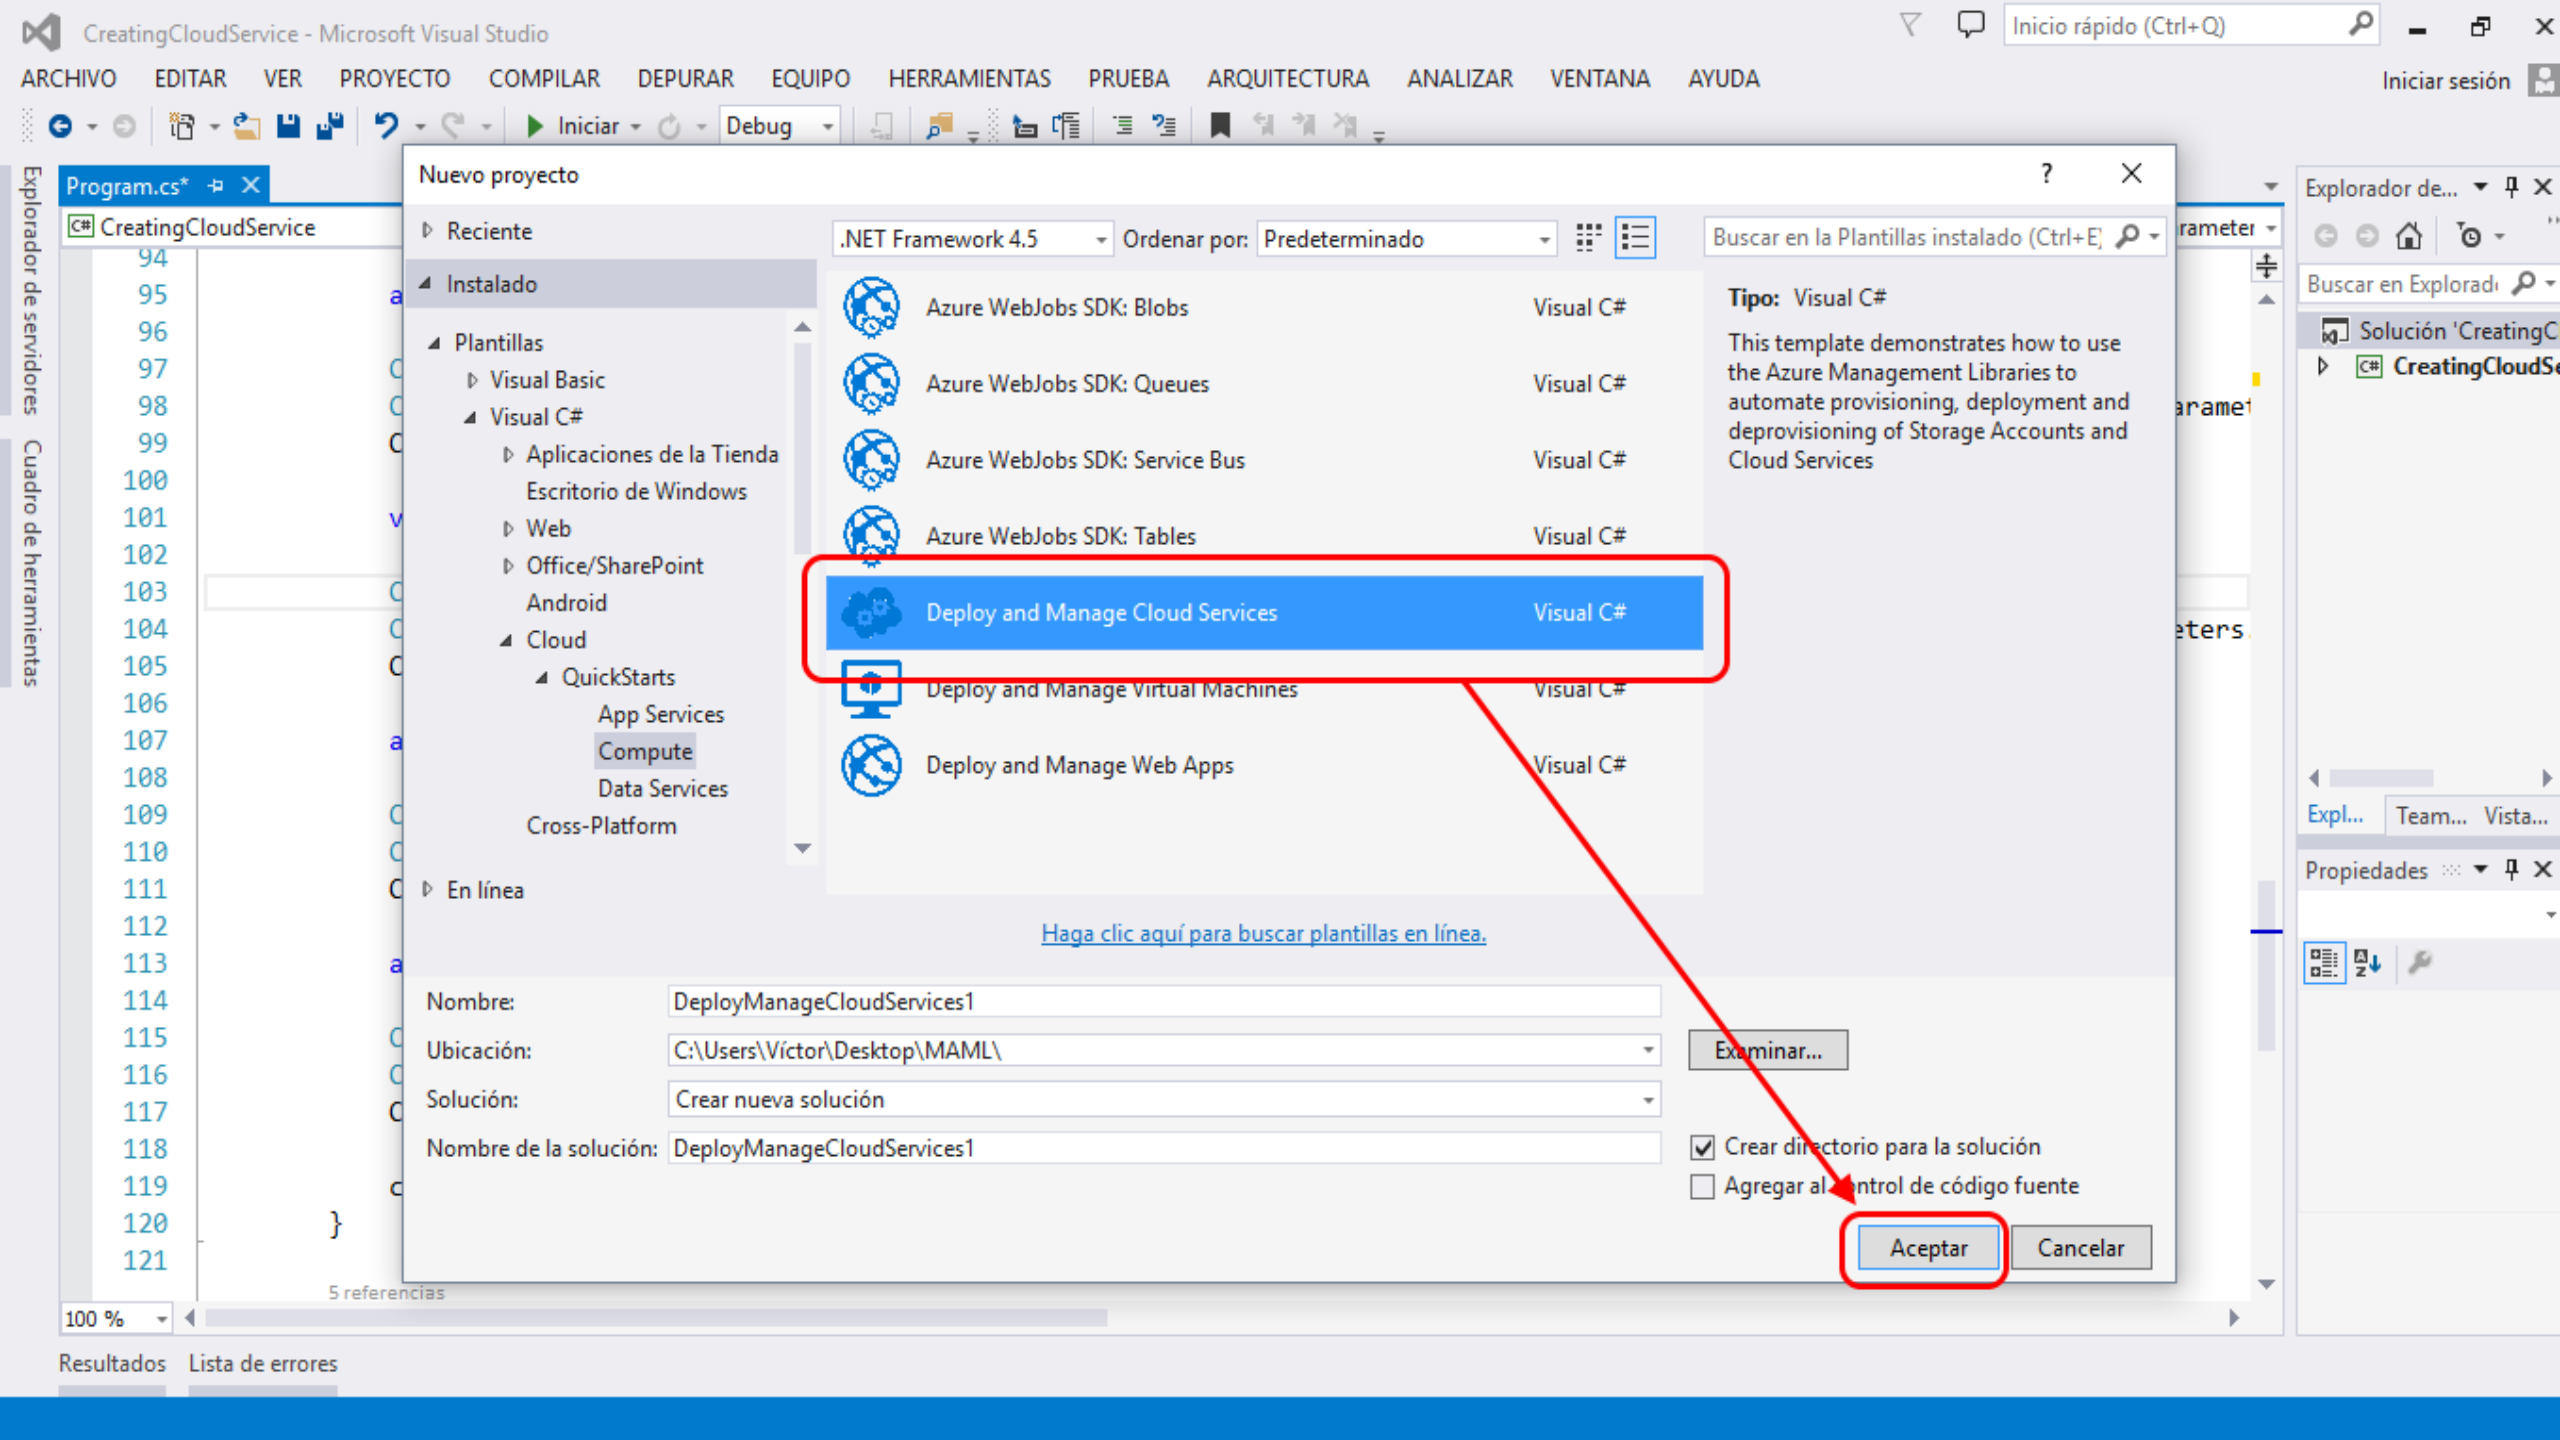 CreatingCloudService - Microsoft Visual Studio
Inicio rápido (Ctrl+Q)
ARCHIVO EDITAR VER PROYECTO COMPILAR DEPURAR EQUIPO HERRAMIENTAS PRUEBA ARQUITECTURA ANALIZAR VENTANA AYUDA
Iniciar sesión
Iniciar
Debug
Explorador de servidores
Cuadro de herramientas
Program.cs*
CreatingCloudService
94
95
96
97
98
99
100
101
102
103
104
105
106
107
108
109
110
111
112
113
114
115
116
117
118
119
120 }
121
5 referencias
100 %
Resultados Lista de errores
Nuevo proyecto
?
Reciente
Instalado
Plantillas
Visual Basic
Visual C#
Aplicaciones de la Tienda
Escritorio de Windows
Web
Office/SharePoint
Android
Cloud
QuickStarts
App Services
Compute
Data Services
Cross-Platform
En línea
.NET Framework 4.5
Ordenar por: Predeterminado
Buscar en la Plantillas instalado (Ctrl+E)
Azure WebJobs SDK: Blobs Visual C#
Azure WebJobs SDK: Queues Visual C#
Azure WebJobs SDK: Service Bus Visual C#
Azure WebJobs SDK: Tables Visual C#
Deploy and Manage Cloud Services Visual C#
Deploy and Manage Virtual Machines Visual C#
Deploy and Manage Web Apps Visual C#
Haga clic aquí para buscar plantillas en línea.
Tipo: Visual C#
This template demonstrates how to use
the Azure Management Libraries to
automate provisioning, deployment and
deprovisioning of Storage Accounts and
Cloud Services
Nombre: DeployManageCloudServices1
Ubicación: C:\Users\Víctor\Desktop\MAML\
Examinar...
Solución: Crear nueva solución
Nombre de la solución: DeployManageCloudServices1
Crear directorio para la solución
Agregar al control de código fuente
Aceptar
Cancelar
rameter
aramet
eters.
Explorador de...
Buscar en Explorad
Solución 'CreatingC
CreatingCloudSe
Expl... Team... Vista...
Propiedades